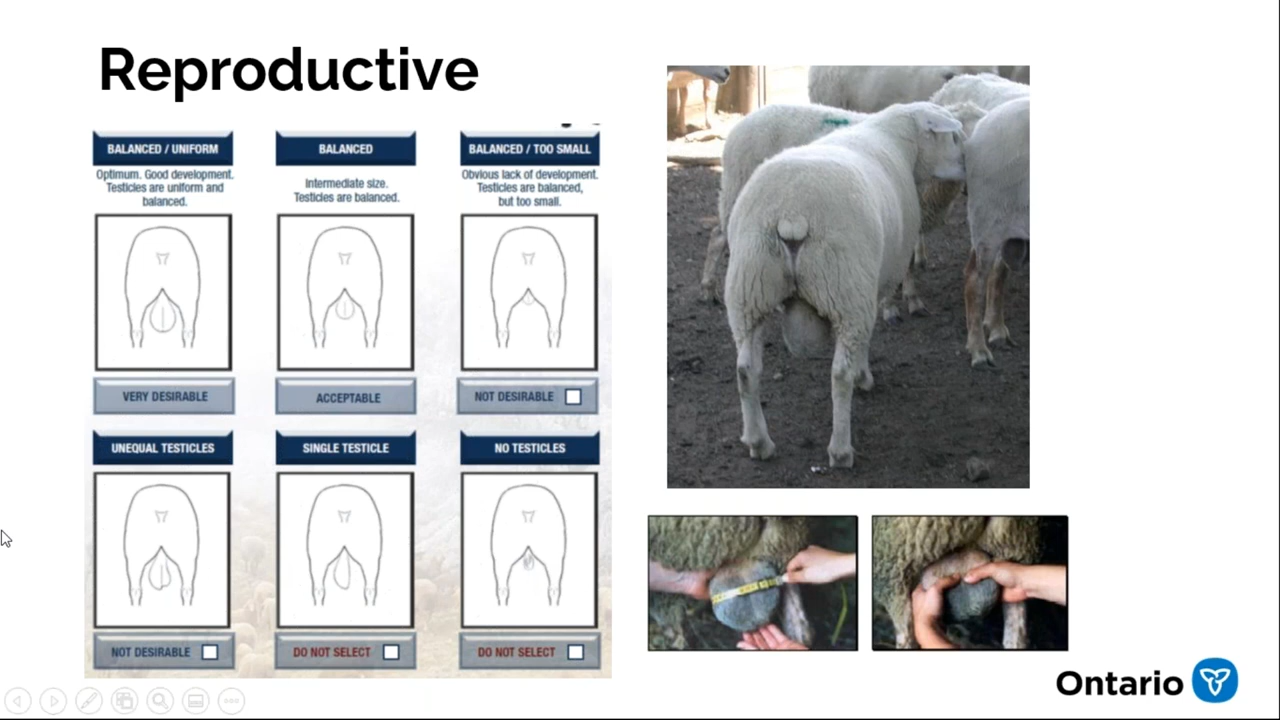 Reproductive
BALANCED / UNIFORM
Optimum. Good development.
Testicles are uniform and
balanced.
VERY DESIRABLE
BALANCED
Intermediate size.
Testicles are balanced.
ACCEPTABLE
BALANCED / TOO SMALL
Obvious lack of development.
Testicles are balanced,
but too small.
NOT DESIRABLE
UNEQUAL TESTICLES
NOT DESIRABLE
SINGLE TESTICLE
DO NOT SELECT
NO TESTICLES
DO NOT SELECT
Ontario